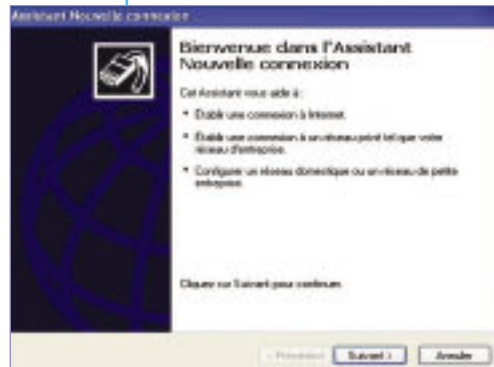 Assistant Nouvelle connexion
Bienvenue dans l'Assistant
Nouvelle connexion
Cet Assistant vous aide à :
• Établir une connexion à Internet.
• Établir une connexion à un réseau privé tel que votre
réseau d'entreprise.
• Configurer un réseau domestique ou un réseau de petite
entreprise.
Cliquez sur Suivant pour continuer.
< Précédent
Suivant >
Annuler